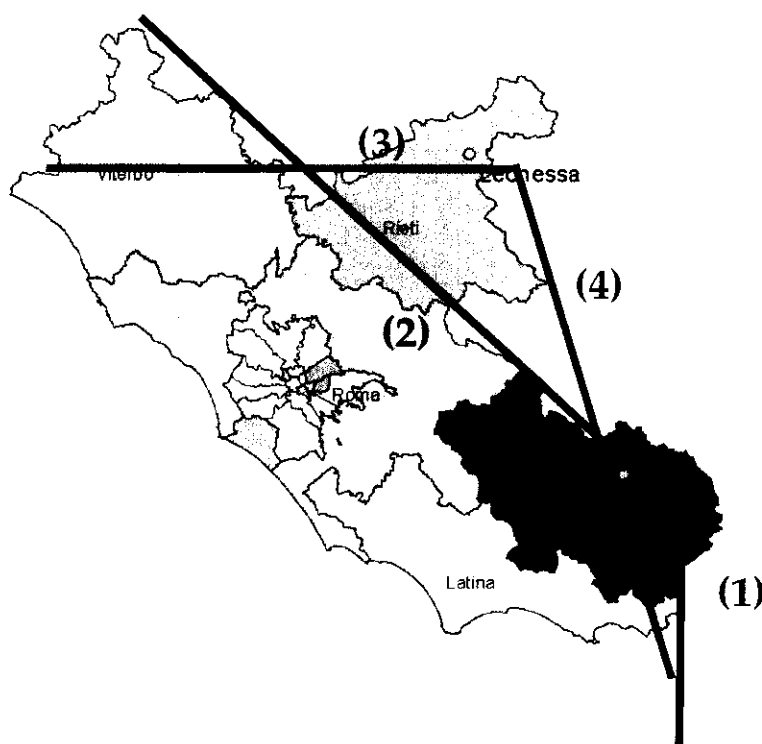 (3)
Viterbo
Leonessa
Rieti
(4)
(2)
Roma
Latina
(1)